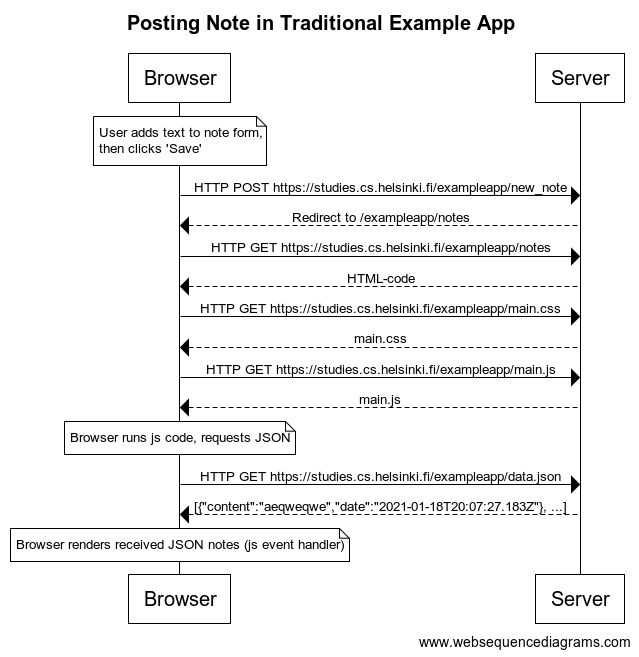 Posting Note in Traditional Example App
Browser
Server
User adds text to note form,
then clicks 'Save'
HTTP POST https://studies.cs.helsinki.fi/exampleapp/new_note
Redirect to /exampleapp/notes
HTTP GET https://studies.cs.helsinki.fi/exampleapp/notes
HTML-code
HTTP GET https://studies.cs.helsinki.fi/exampleapp/main.css
main.css
HTTP GET https://studies.cs.helsinki.fi/exampleapp/main.js
main.js
Browser runs js code, requests JSON
HTTP GET https://studies.cs.helsinki.fi/exampleapp/data.json
[{"content":"aeqweqwe","date":"2021-01-18T20:07:27.183Z"}, ...]
Browser renders received JSON notes (js event handler)
Browser
Server
www.websequencediagrams.com